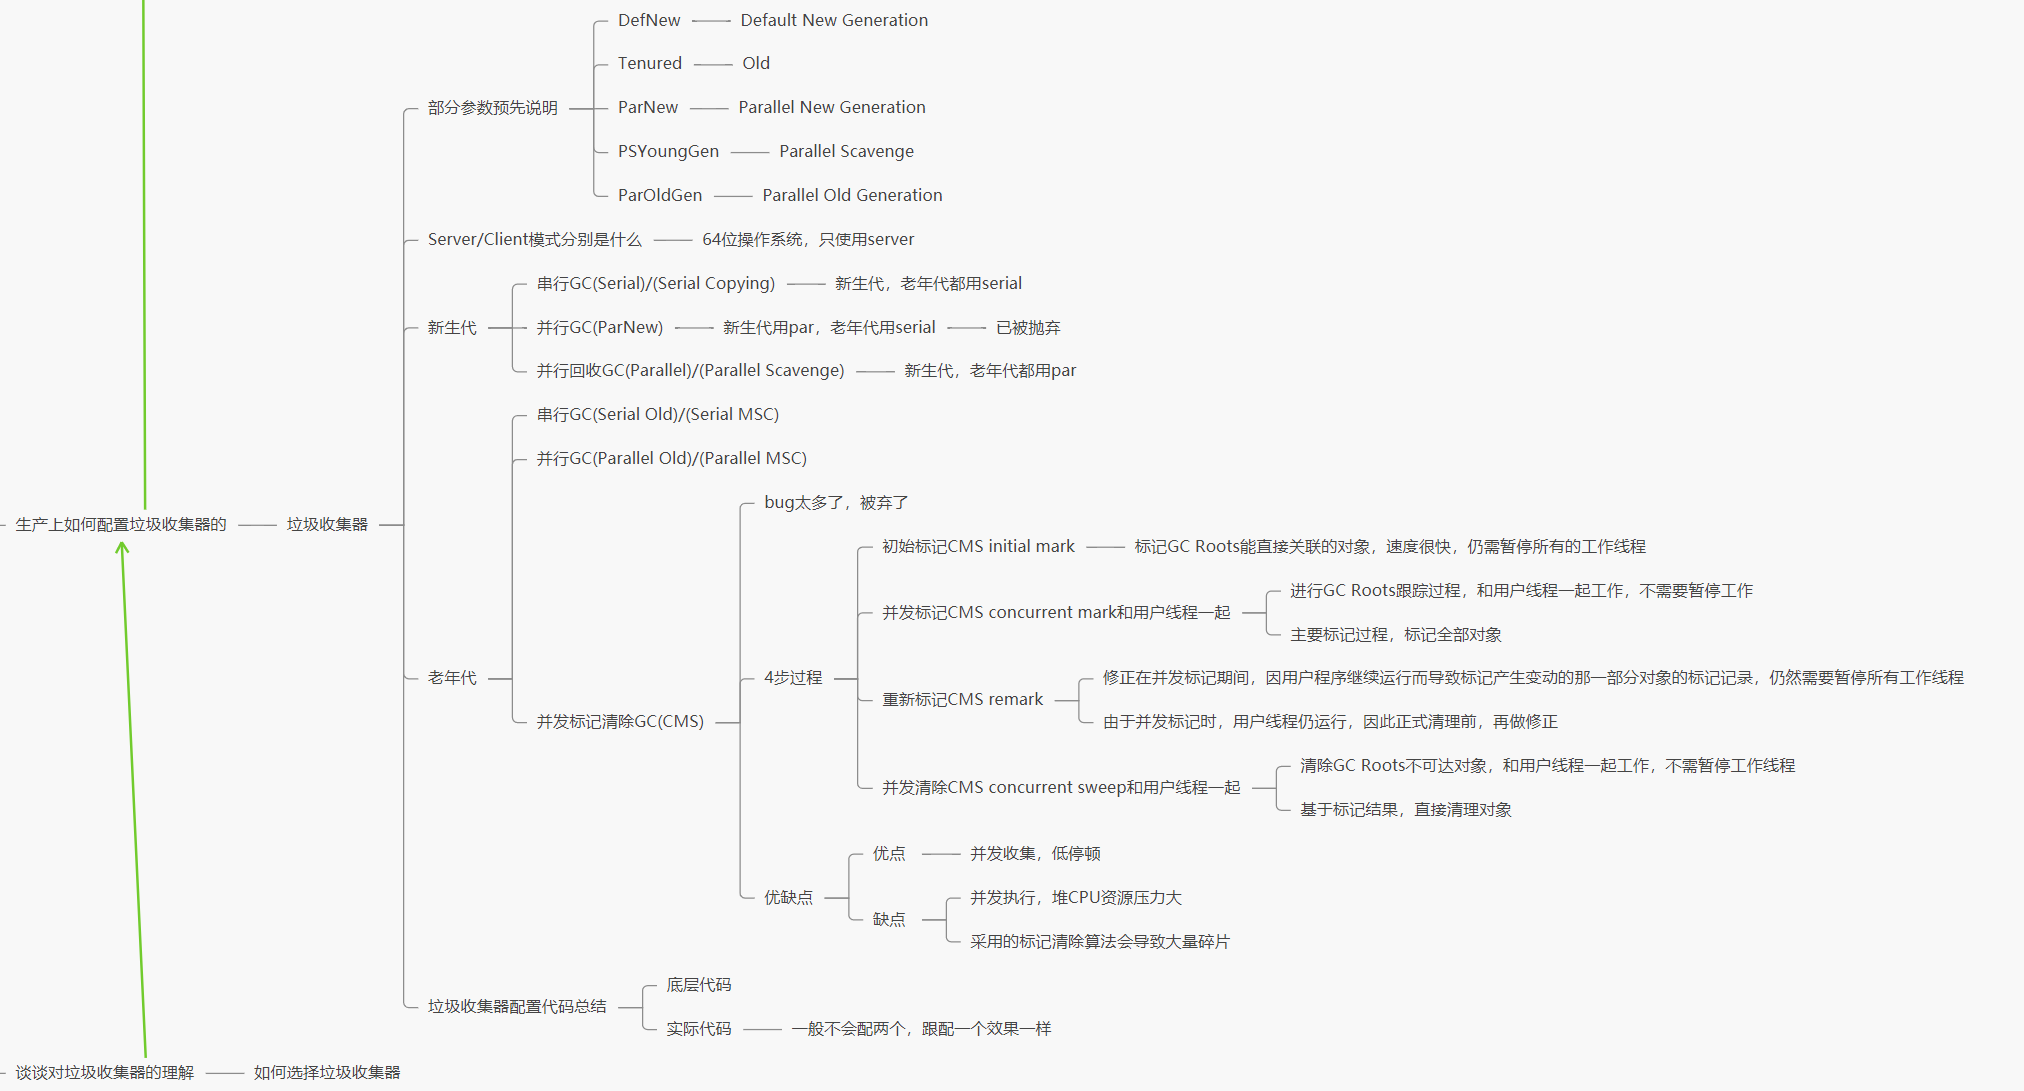 DefNew
Default New Generation
Tenured
Old
部分参数预先说明
ParNew
Parallel New Generation
PSYoungGen
Parallel Scavenge
ParOldGen
Parallel Old Generation
Server/Client模式分别是什么
64位操作系统，只使用server
串行GC(Serial)/(Serial Copying)
新生代，老年代都用serial
新生代
并行GC(ParNew)
新生代用par，老年代用serial
已被抛弃
并行回收GC(Parallel)/(Parallel Scavenge)
新生代，老年代都用par
串行GC(Serial Old)/(Serial MSC)
并行GC(Parallel Old)/(Parallel MSC)
bug太多了，被弃了
生产上如何配置垃圾收集器的
垃圾收集器
初始标记CMS initial mark
标记GC Roots能直接关联的对象，速度很快，仍需暂停所有的工作线程
进行GC Roots跟踪过程，和用户线程一起工作，不需要暂停工作
并发标记CMS concurrent mark和用户线程一起
主要标记过程，标记全部对象
老年代
4步过程
修正在并发标记期间，因用户程序继续运行而导致标记产生变动的那一部分对象的标记记录，仍然需要暂停所有工作线程
重新标记CMS remark
由于并发标记时，用户线程仍运行，因此正式清理前，再做修正
并发标记清除GC(CMS)
清除GC Roots不可达对象，和用户线程一起工作，不需暂停工作线程
并发清除CMS concurrent sweep和用户线程一起
基于标记结果，直接清理对象
优点
并发收集，低停顿
优缺点
并发执行，堆CPU资源压力大
缺点
采用的标记清除算法会导致大量碎片
底层代码
垃圾收集器配置代码总结
实际代码
一般不会配两个，跟配一个效果一样
谈谈对垃圾收集器的理解
如何选择垃圾收集器